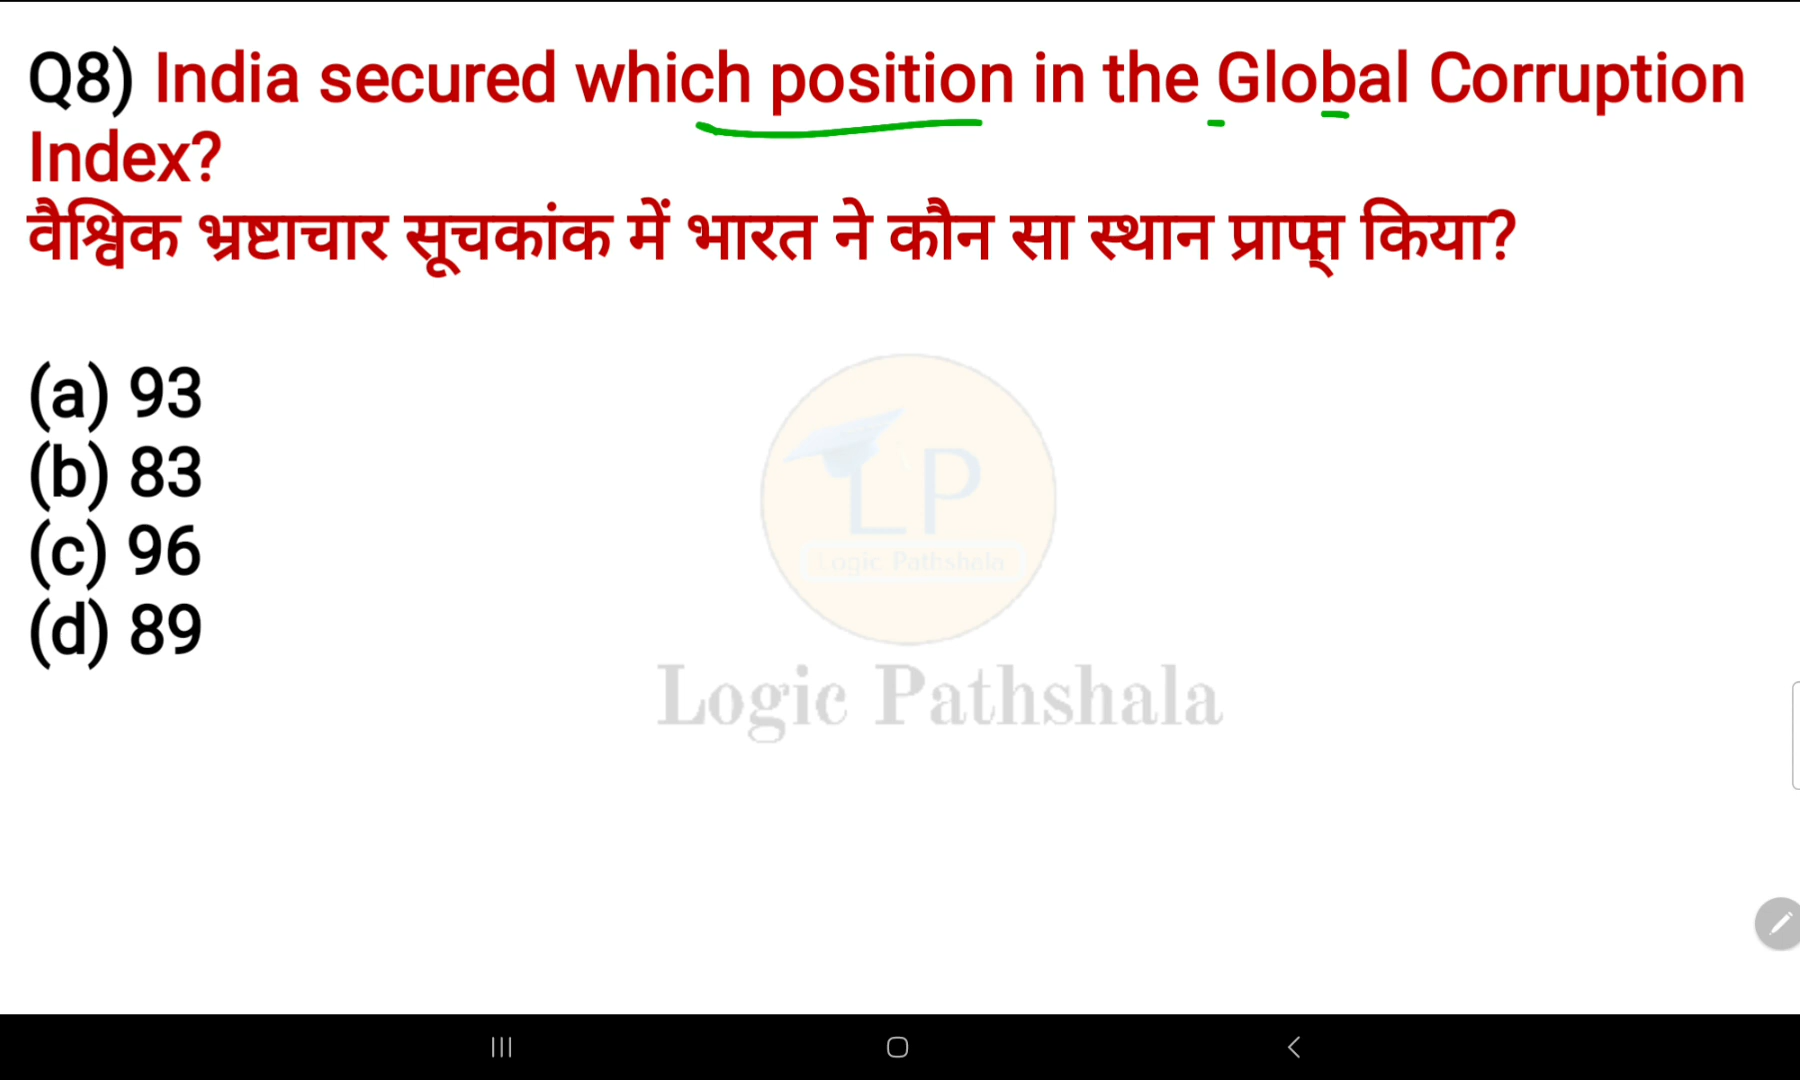 Q8) India secured which position in the Global Corruption
Index?
वैश्विक भ्रष्टाचार सूचकांक में भारत ने कौन सा स्थान प्राप्त किया?
(a) 93
(b) 83
(c) 96
(d) 89
LP
Logic Pathshala
Logic Pathshala